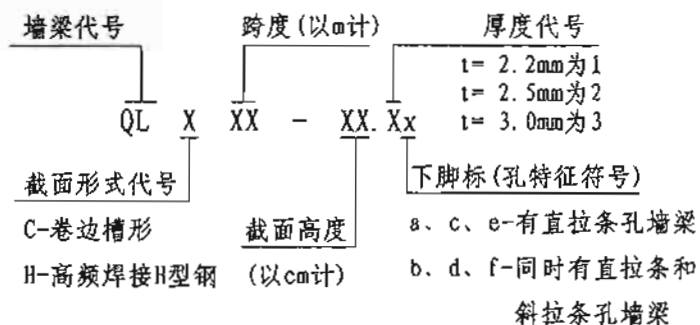 墙梁代号 跨度(以m计) 厚度代号
t= 2.2mm为1
t= 2.5mm为2
t= 3.0mm为3
QL X XX - XX.Xx
截面形式代号
C-卷边槽形
H-高频焊接H型钢
截面高度
(以cm计)
下脚标(孔特征符号)
a、c、e-有直拉条孔墙梁
b、d、f-同时有直拉条和
斜拉条孔墙梁